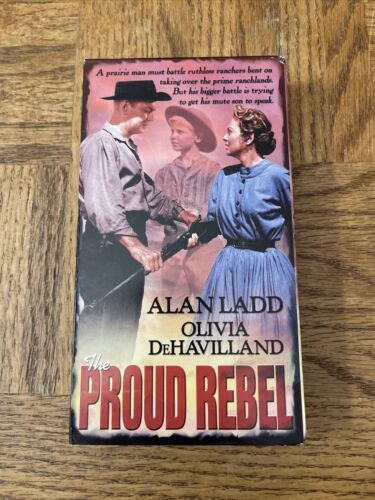 A prairie man must battle ruthless ranchers bent on
taking over the prime ranchlands.
But his bigger battle is trying
to get his mute son to speak.
ALAN LADD
OLIVIA
DEHAVILLAND
The
PROUD REBEL